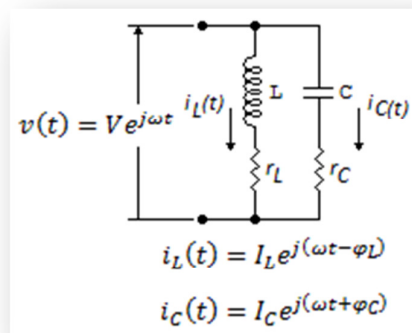 L
C
i_L(t)
i_C(t)
v(t) = Ve^{jωt}
r_L
r_C
i_L(t) = I_L e^{j(ωt−φ_L)}
i_C(t) = I_C e^{j(ωt+φ_C)}